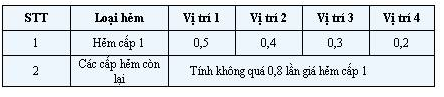 STT Loại hẻm Vị trí 1 Vị trí 2 Vị trí 3 Vị trí 4
1 Hẻm cấp 1 0,5 0,4 0,3 0,2
2 Các cấp hẻm còn lại Tính không quá 0,8 lần giá hẻm cấp 1